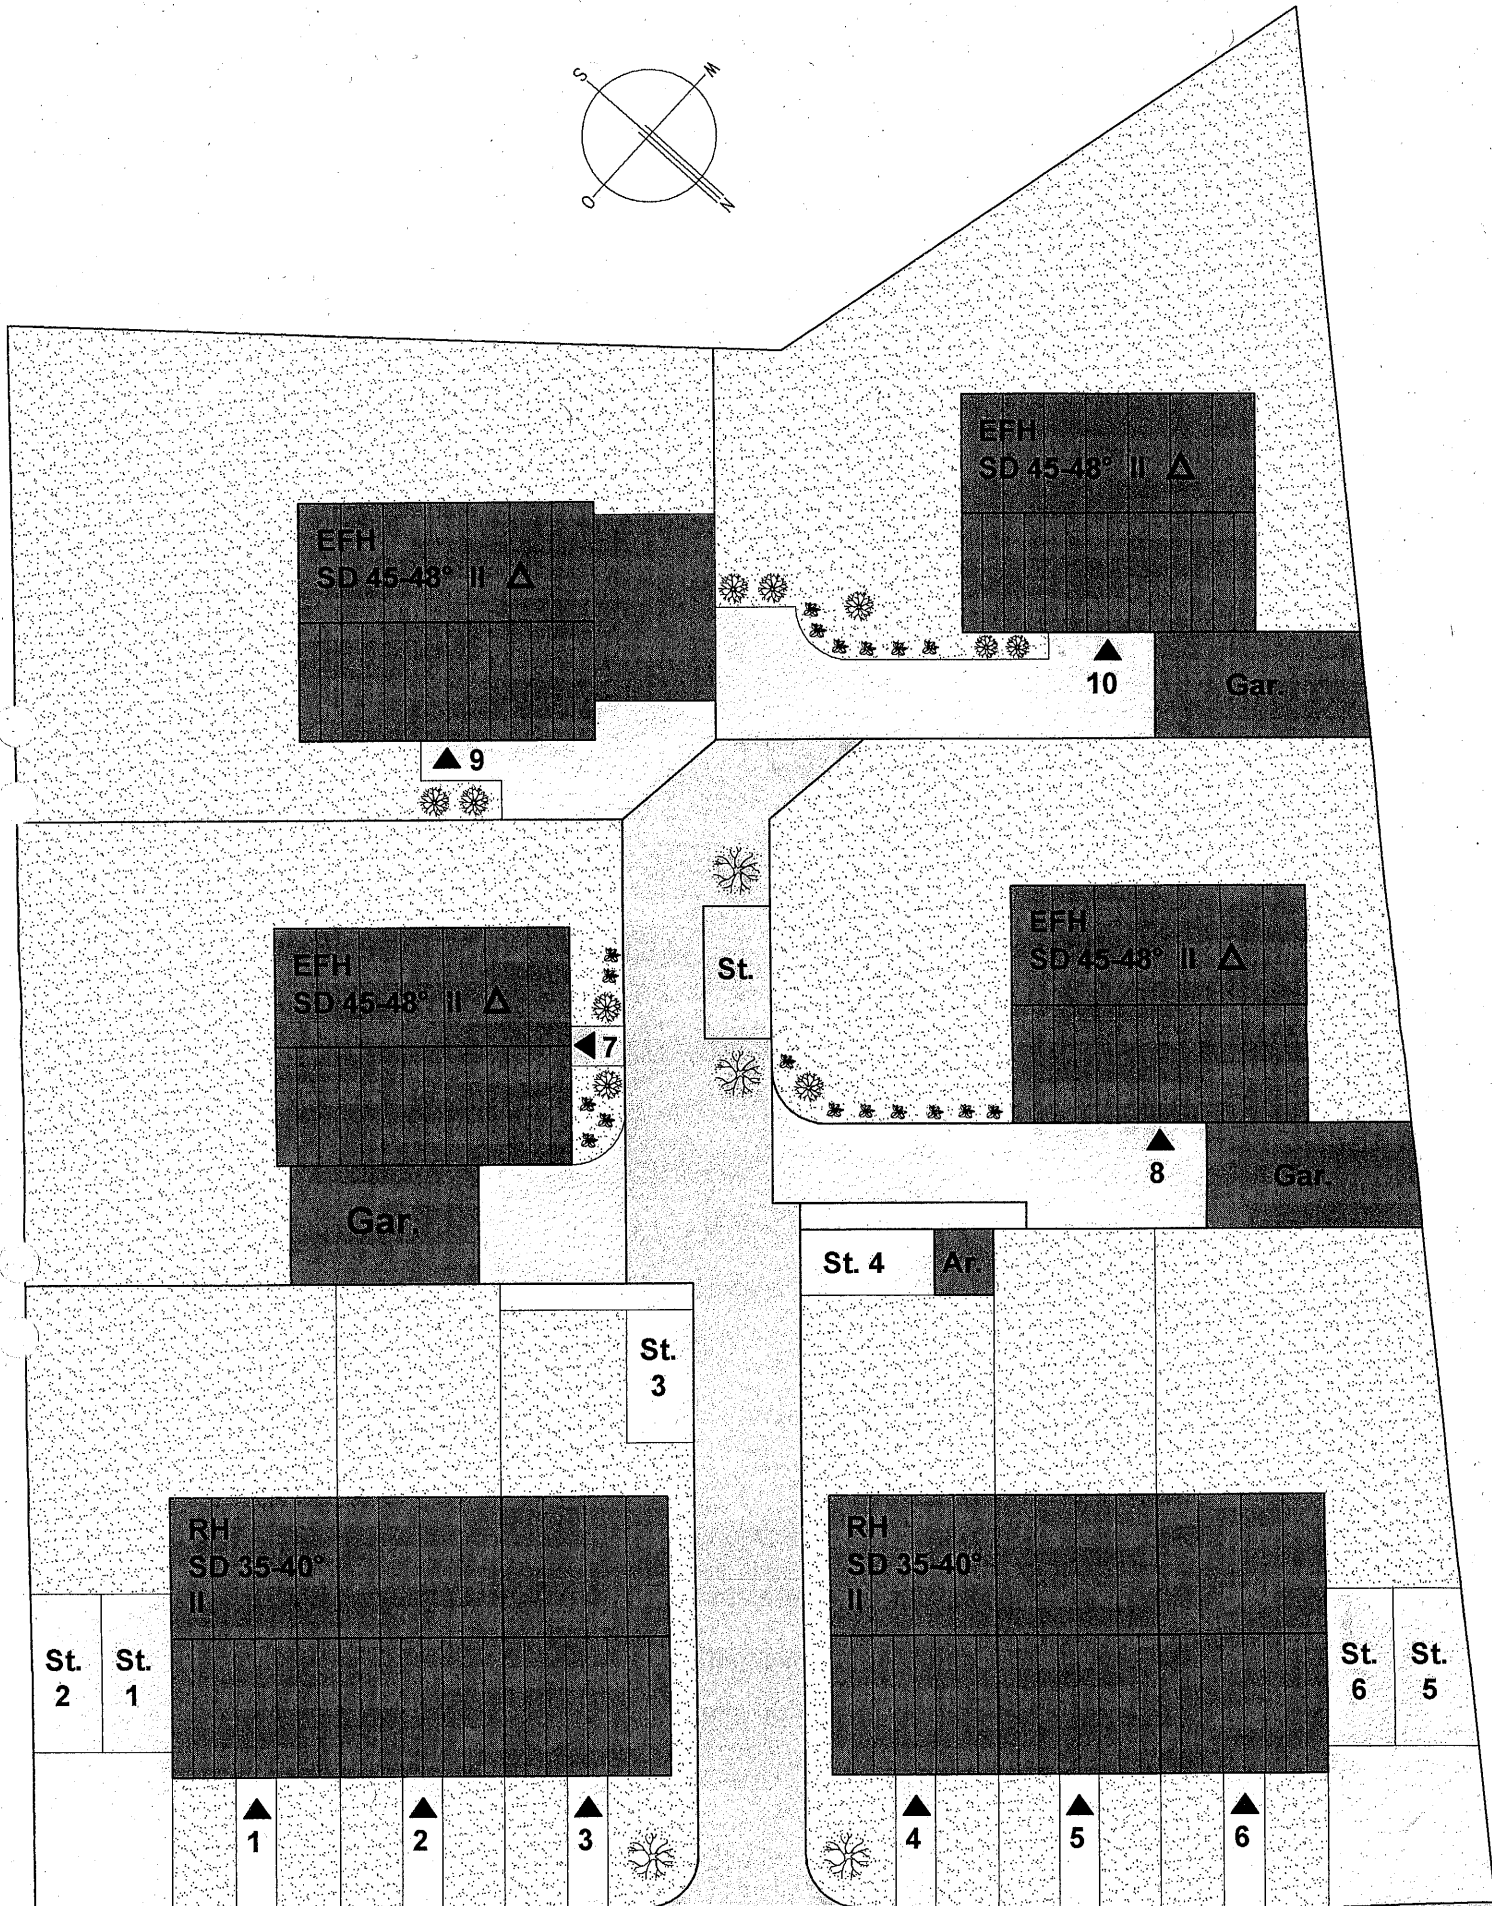 S
W
O
N
EFH
SD 45-48° II Δ
10
Gar.
EFH
SD 45-48° II Δ
9
EFH
SD 45-48° II Δ
7
Gar.
St.
EFH
SD 45-48° II Δ
8
Gar.
St. 4
Ar.
St.
3
RH
SD 35-40°
II
St.
2
St.
1
1
2
3
RH
SD 35-40°
II
St.
6
St.
5
4
5
6